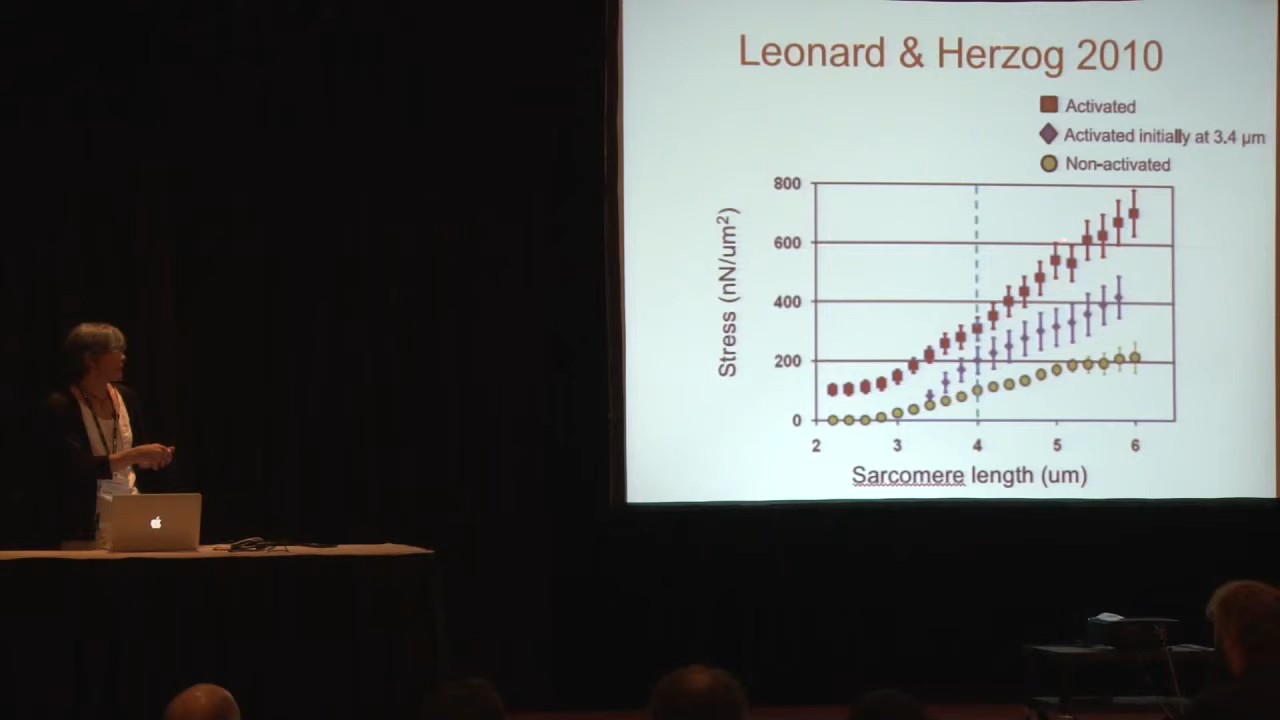 Leonard & Herzog 2010
Activated
Activated initially at 3.4 μm
Non-activated
Stress (nN/um²)
800
600
400
200
0
2 3 4 5 6
Sarcomere length (um)